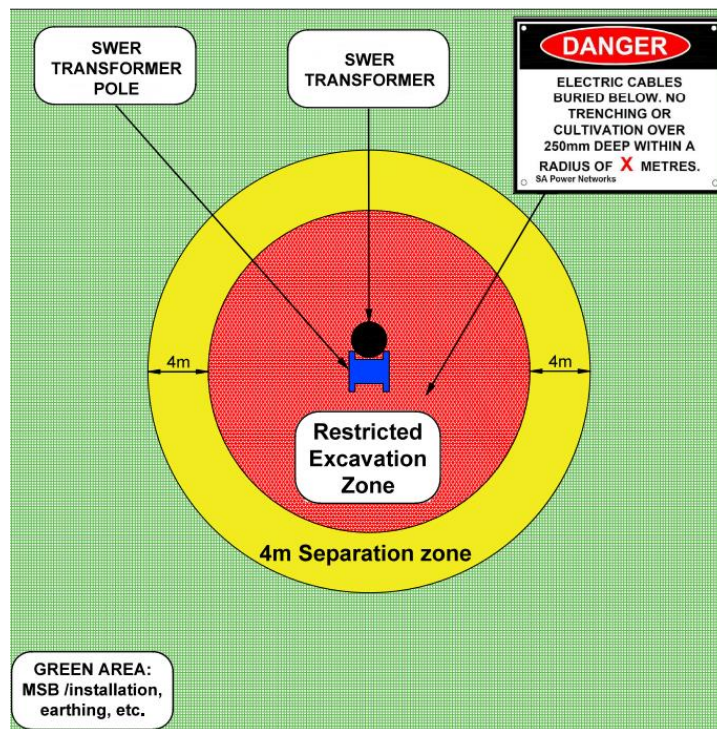 SWER
TRANSFORMER
POLE
SWER
TRANSFORMER
DANGER
ELECTRIC CABLES
BURIED BELOW. NO
TRENCHING OR
CULTIVATION OVER
250mm DEEP WITHIN A
RADIUS OF X METRES.
SA Power Networks
4m
4m
Restricted
Excavation
Zone
4m Separation zone
GREEN AREA:
MSB /installation,
earthing, etc.